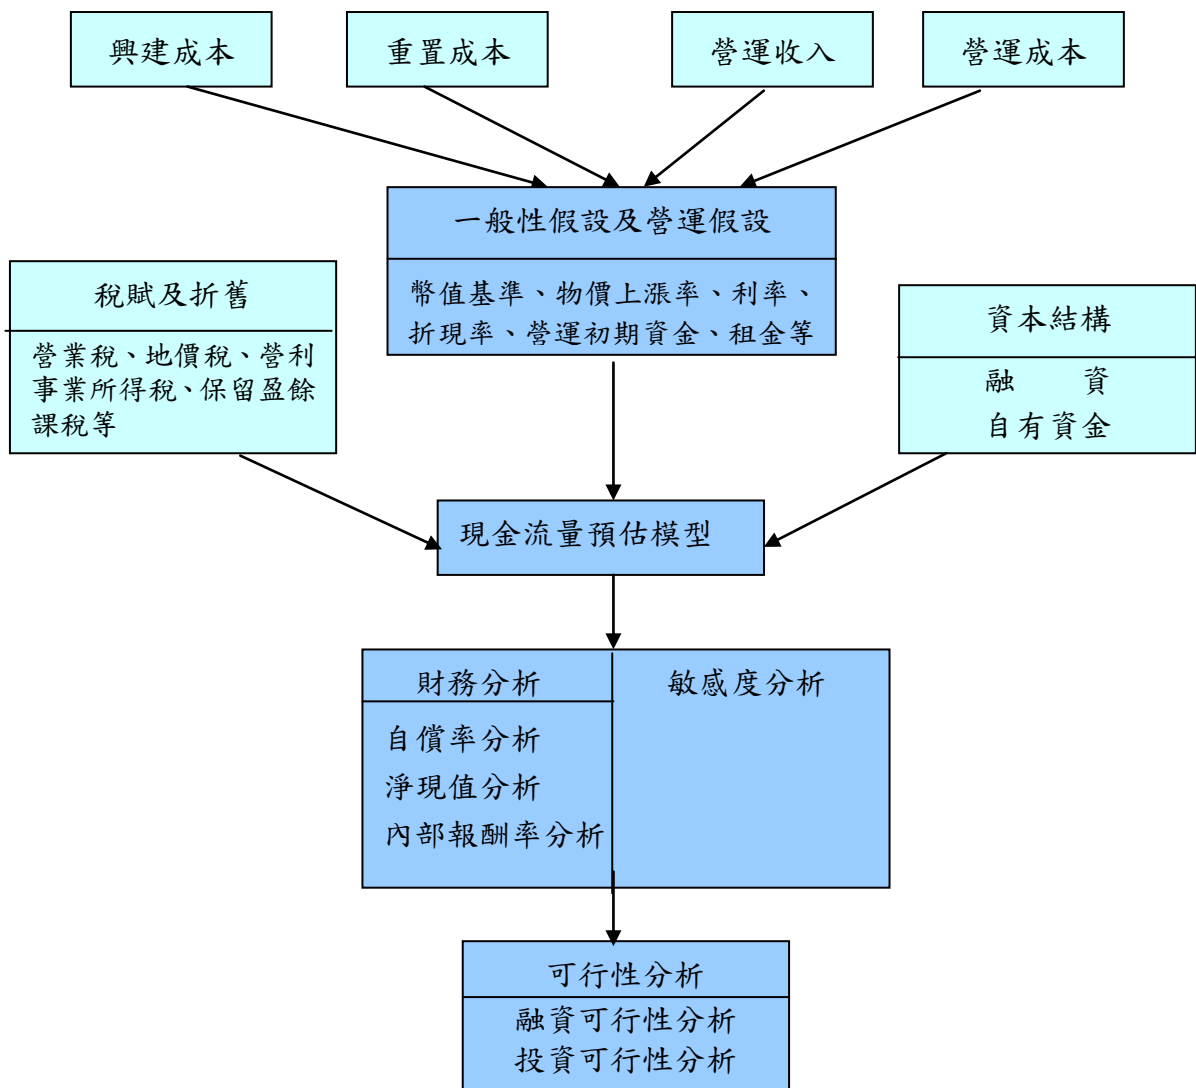 興建成本
重置成本
營運收入
營運成本
一般性假設及營運假設
幣值基準、物價上漲率、利率、
折現率、營運初期資金、租金等
稅賦及折舊
營業稅、地價稅、營利
事業所得稅、保留盈餘
課稅等
資本結構
融　　資
自有資金
現金流量預估模型
財務分析
自償率分析
淨現值分析
內部報酬率分析
敏感度分析
可行性分析
融資可行性分析
投資可行性分析